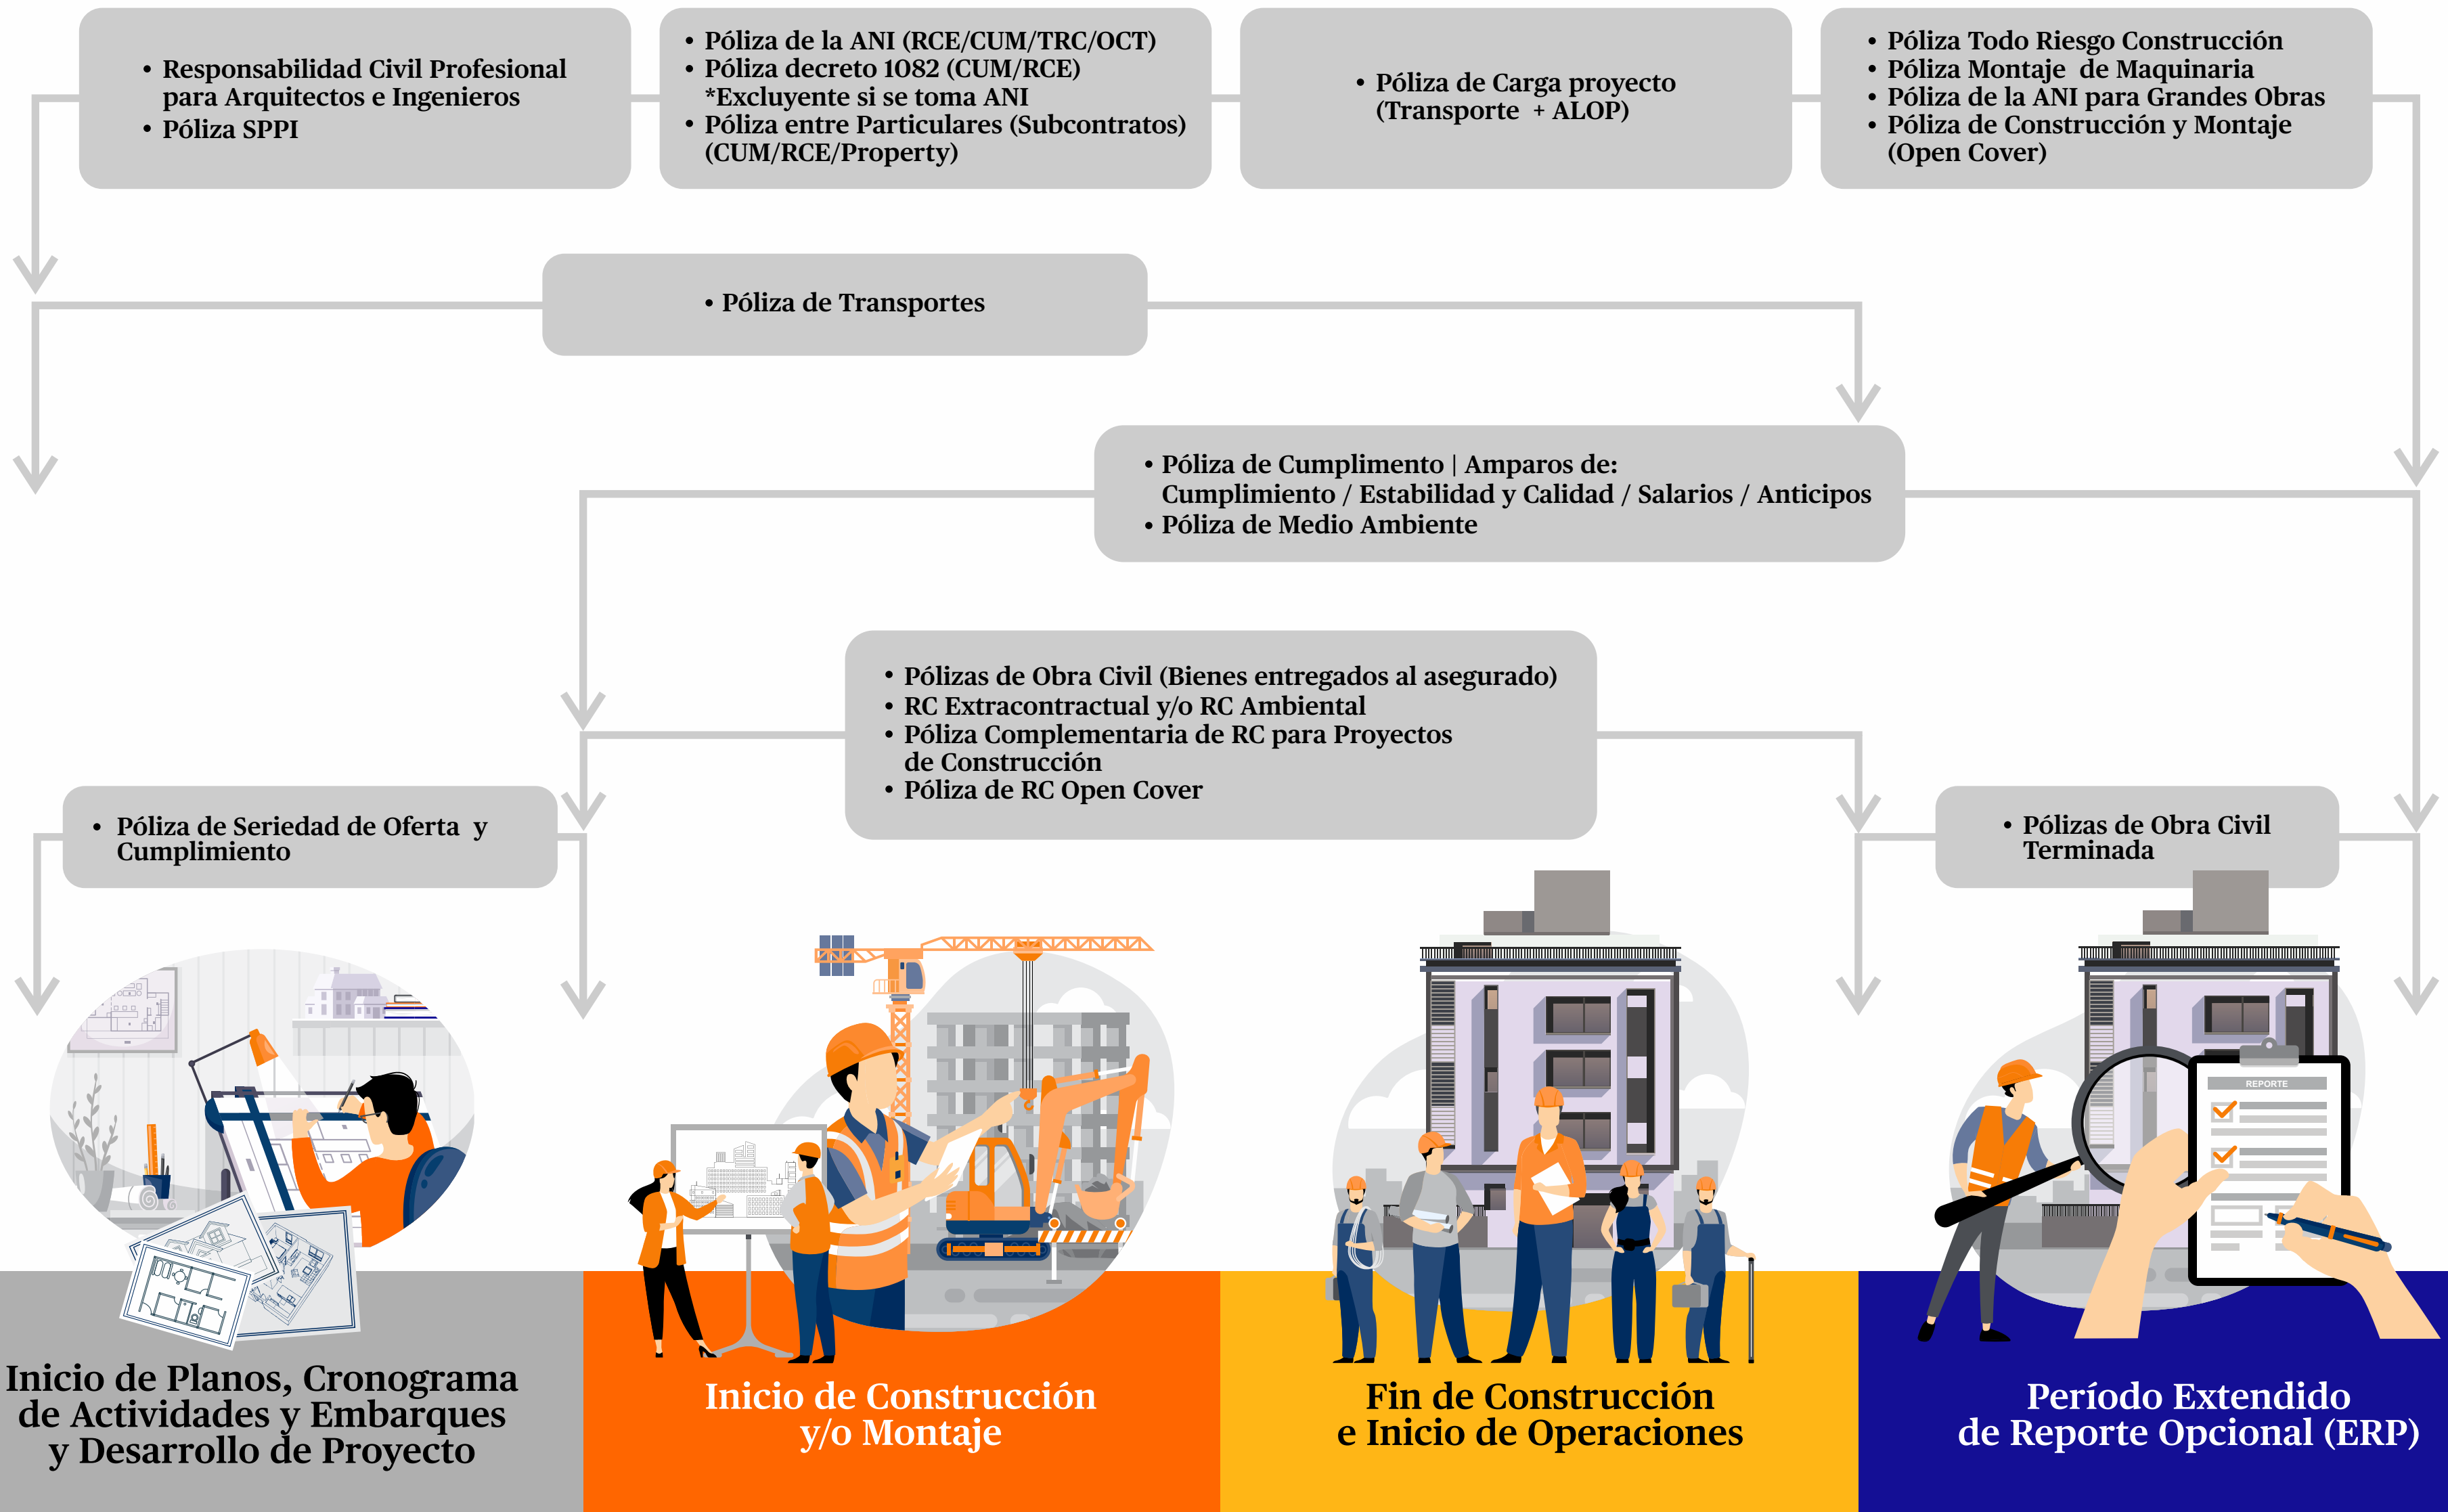 • Responsabilidad Civil Profesional
para Arquitectos e Ingenieros
• Póliza SPPI
• Póliza de la ANI (RCE/CUM/TRC/OCT)
• Póliza decreto 1082 (CUM/RCE)
*Excluyente si se toma ANI
• Póliza entre Particulares (Subcontratos)
(CUM/RCE/Property)
• Póliza de Carga proyecto
(Transporte + ALOP)
• Póliza Todo Riesgo Construcción
• Póliza Montaje de Maquinaria
• Póliza de la ANI para Grandes Obras
• Póliza de Construcción y Montaje
(Open Cover)
• Póliza de Transportes
• Póliza de Cumplimento | Amparos de:
Cumplimiento / Estabilidad y Calidad / Salarios / Anticipos
• Póliza de Medio Ambiente
• Pólizas de Obra Civil (Bienes entregados al asegurado)
• RC Extracontractual y/o RC Ambiental
• Póliza Complementaria de RC para Proyectos
de Construcción
• Póliza de RC Open Cover
• Póliza de Seriedad de Oferta y
Cumplimiento
• Pólizas de Obra Civil
Terminada
REPORTE
Inicio de Planos, Cronograma
de Actividades y Embarques
y Desarrollo de Proyecto
Inicio de Construcción
y/o Montaje
Fin de Construcción
e Inicio de Operaciones
Período Extendido
de Reporte Opcional (ERP)